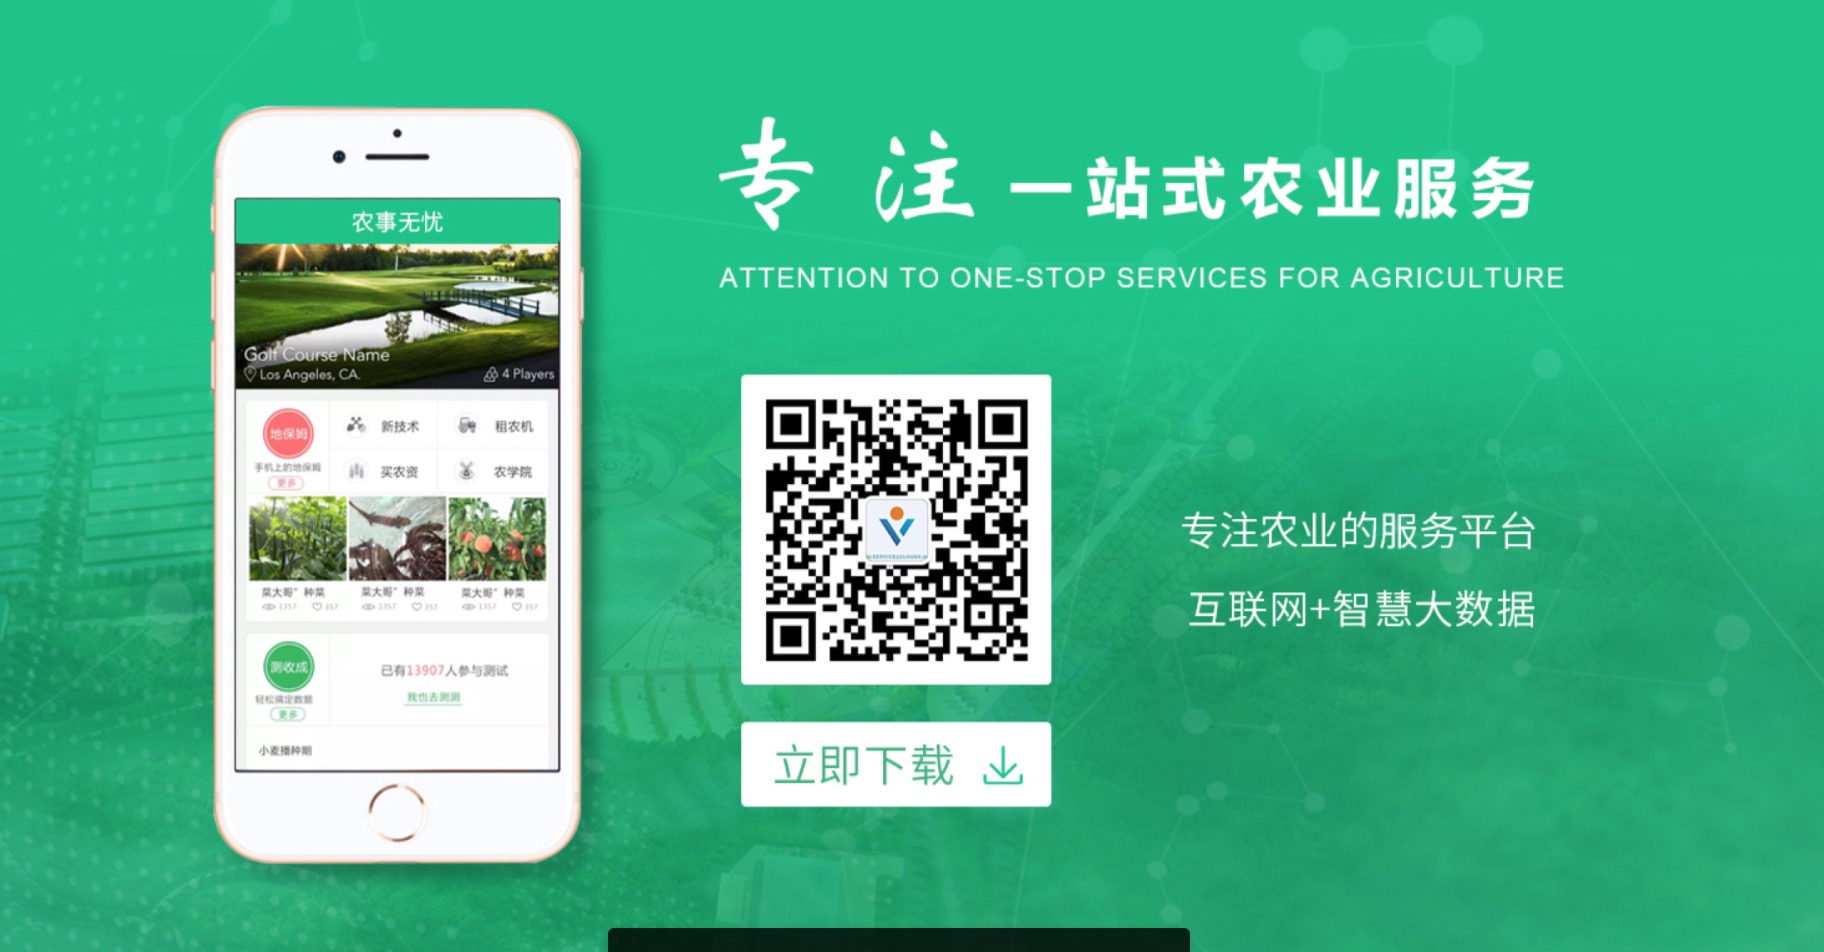 农事无忧
Golf Course Name
Los Angeles, CA.
4 Players
地保姆
手机上的地保姆
更多
新技术
租农机
买农资
农学院
菜大哥" 种菜
1357
357
菜大哥" 种菜
1357
357
菜大哥" 种菜
1357
357
测收成
轻松搞定数据
更多
已有13907人参与测试
我也去测测
小麦播种期
专注一站式农业服务
ATTENTION TO ONE-STOP SERVICES FOR AGRICULTURE
专注农业的服务平台
互联网+智慧大数据
立即下载